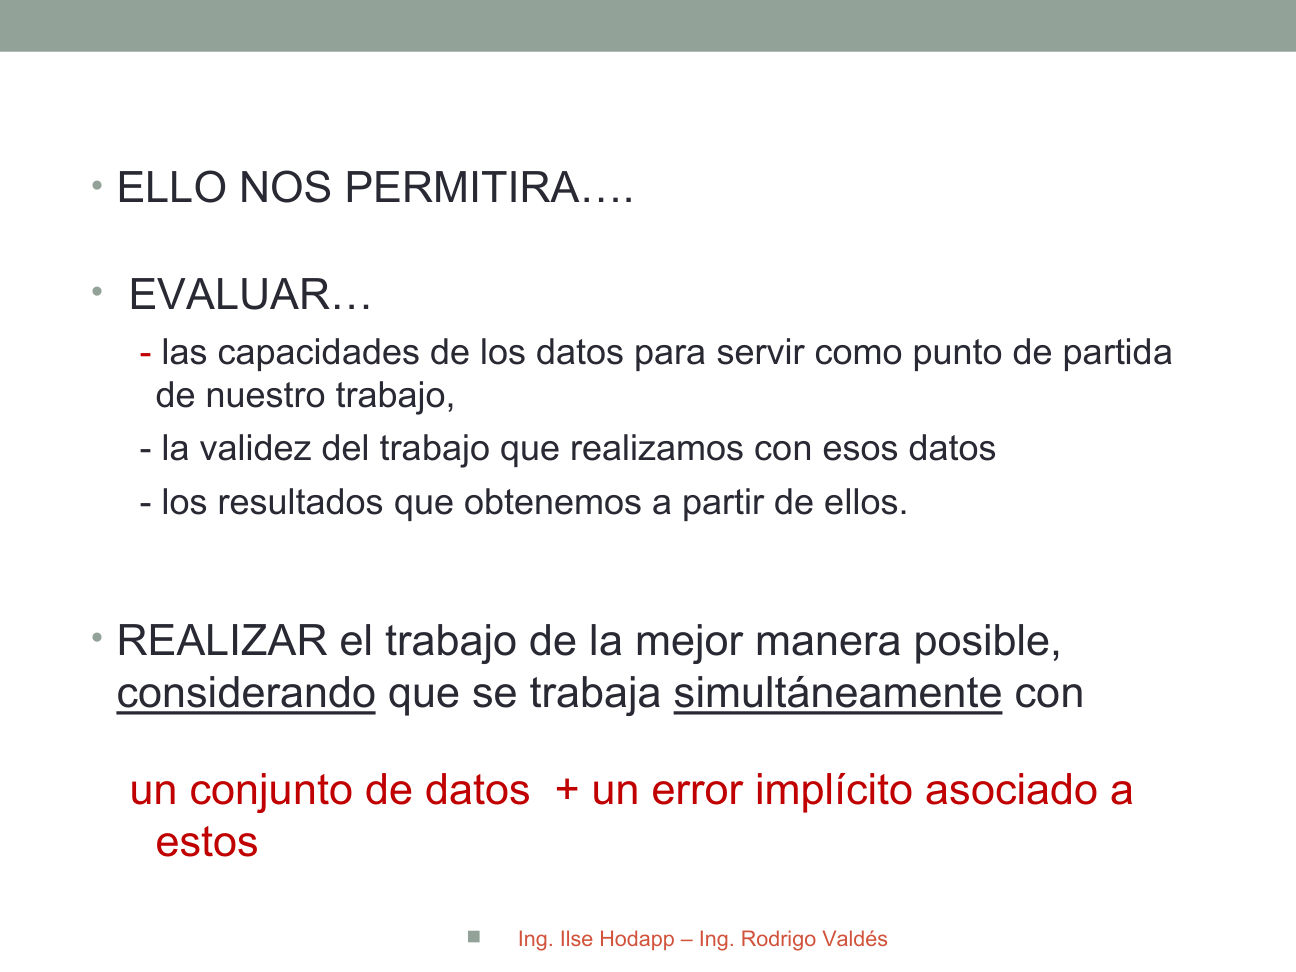 • ELLO NOS PERMITIRA….
• EVALUAR…
- las capacidades de los datos para servir como punto de partida
de nuestro trabajo,
- la validez del trabajo que realizamos con esos datos
- los resultados que obtenemos a partir de ellos.
• REALIZAR el trabajo de la mejor manera posible,
considerando que se trabaja simultáneamente con
un conjunto de datos + un error implícito asociado a
estos
▪ Ing. Ilse Hodapp – Ing. Rodrigo Valdés